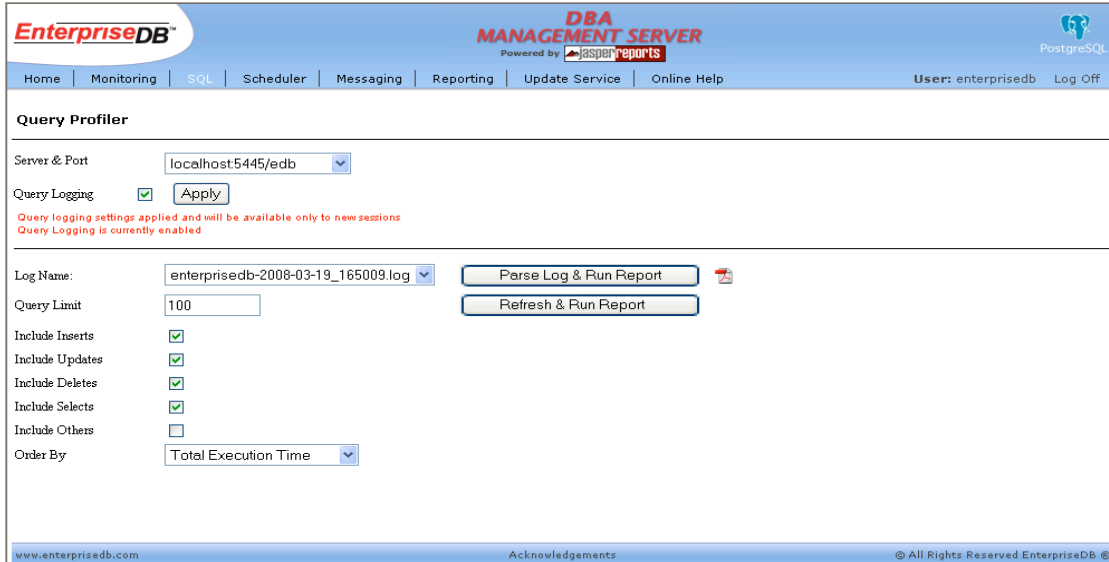 EnterpriseDB™
DBA
MANAGEMENT SERVER
Powered by jasperreports
PostgreSQL
Home | Monitoring | SQL | Scheduler | Messaging | Reporting | Update Service | Online Help User: enterprisedb Log Off
Query Profiler
Server & Port localhost:5445/edb
Query Logging Apply
Query logging settings applied and will be available only to new sessions
Query Logging is currently enabled
Log Name: enterprisedb-2008-03-19_165009.log Parse Log & Run Report
Query Limit 100 Refresh & Run Report
Include Inserts
Include Updates
Include Deletes
Include Selects
Include Others
Order By Total Execution Time
www.enterprisedb.com Acknowledgements © All Rights Reserved EnterpriseDB ®